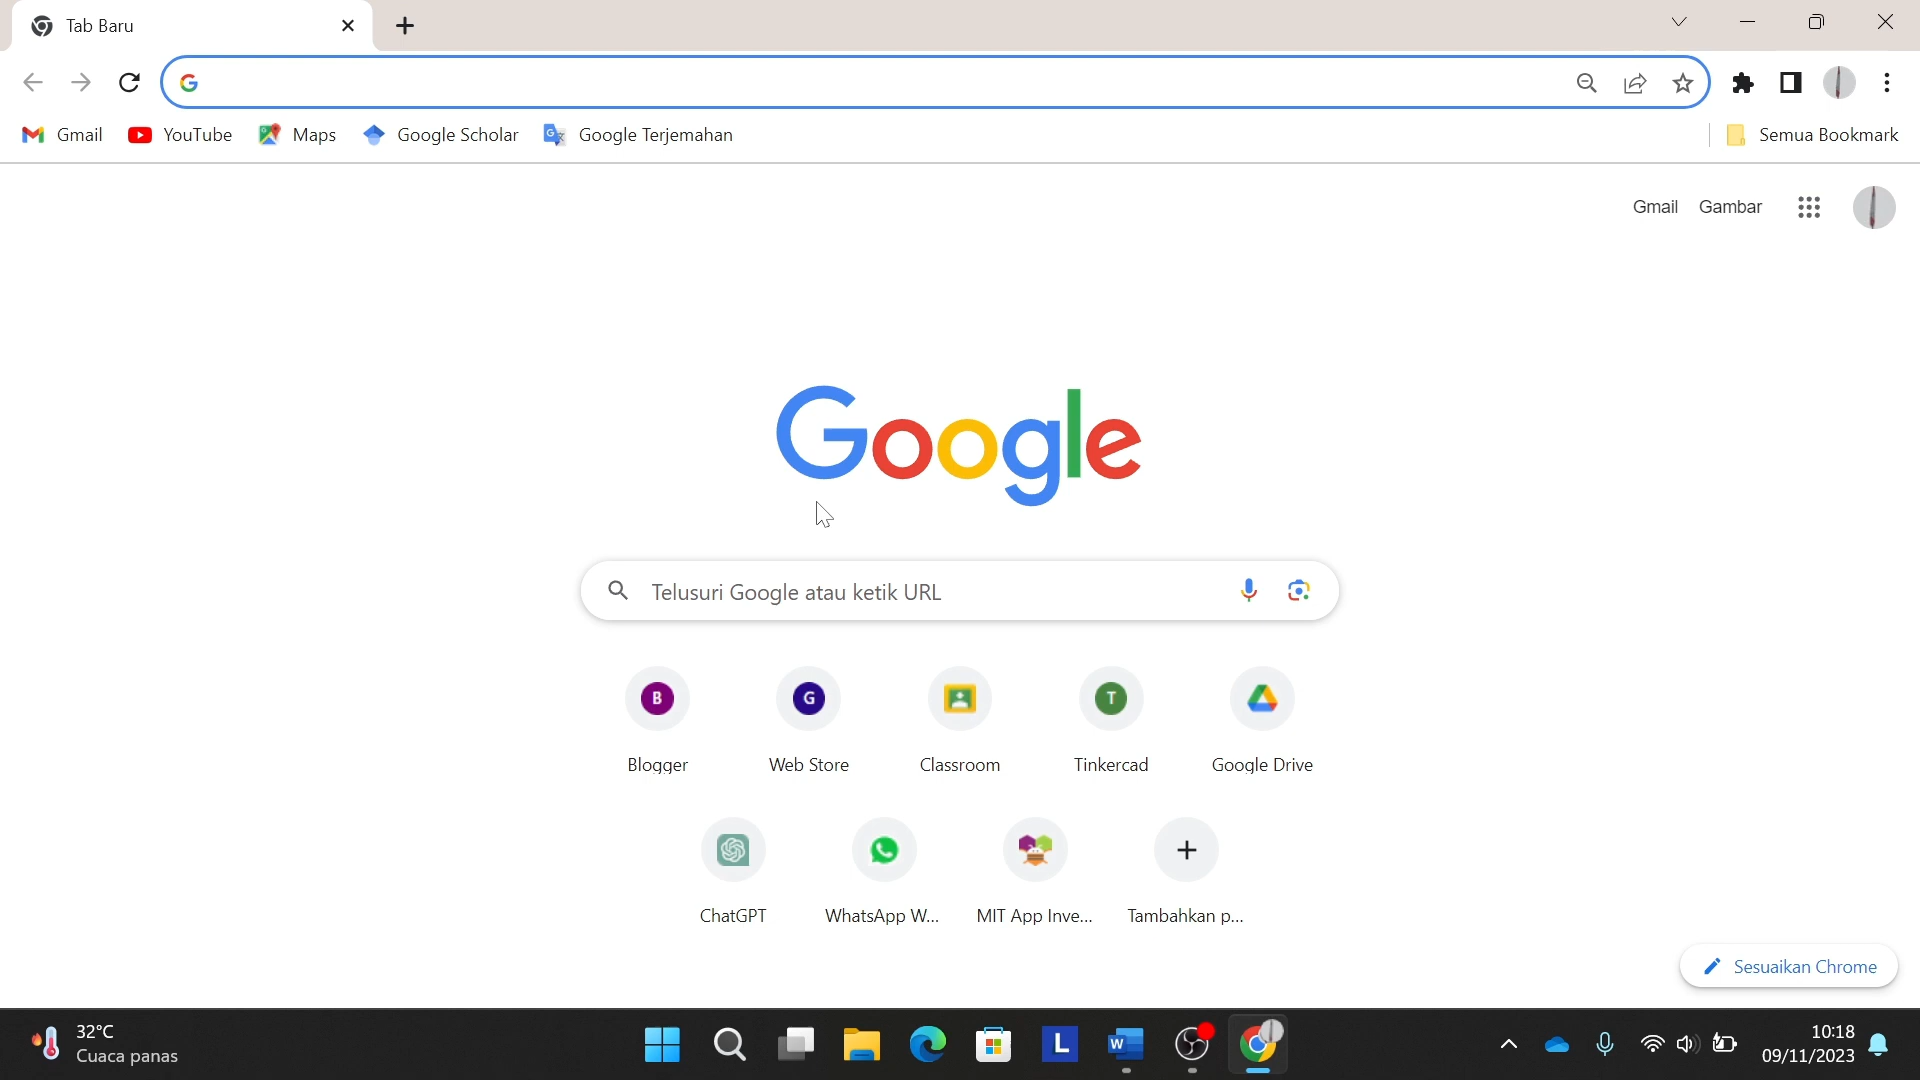 Tab Baru
Gmail YouTube Maps Google Scholar Google Terjemahan Semua Bookmark
Gmail Gambar
Google
Telusuri Google atau ketik URL
B G T
Blogger Web Store Classroom Tinkercad Google Drive
ChatGPT WhatsApp W... MIT App Inve... Tambahkan p...
Sesuaikan Chrome
32°C
Cuaca panas
L W
10:18
09/11/2023